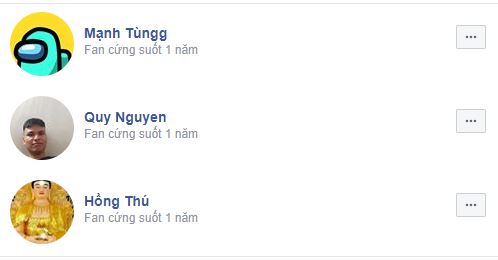 Mạnh Tùngg
Fan cứng suốt 1 năm
Quy Nguyen
Fan cứng suốt 1 năm
Hồng Thú
Fan cứng suốt 1 năm